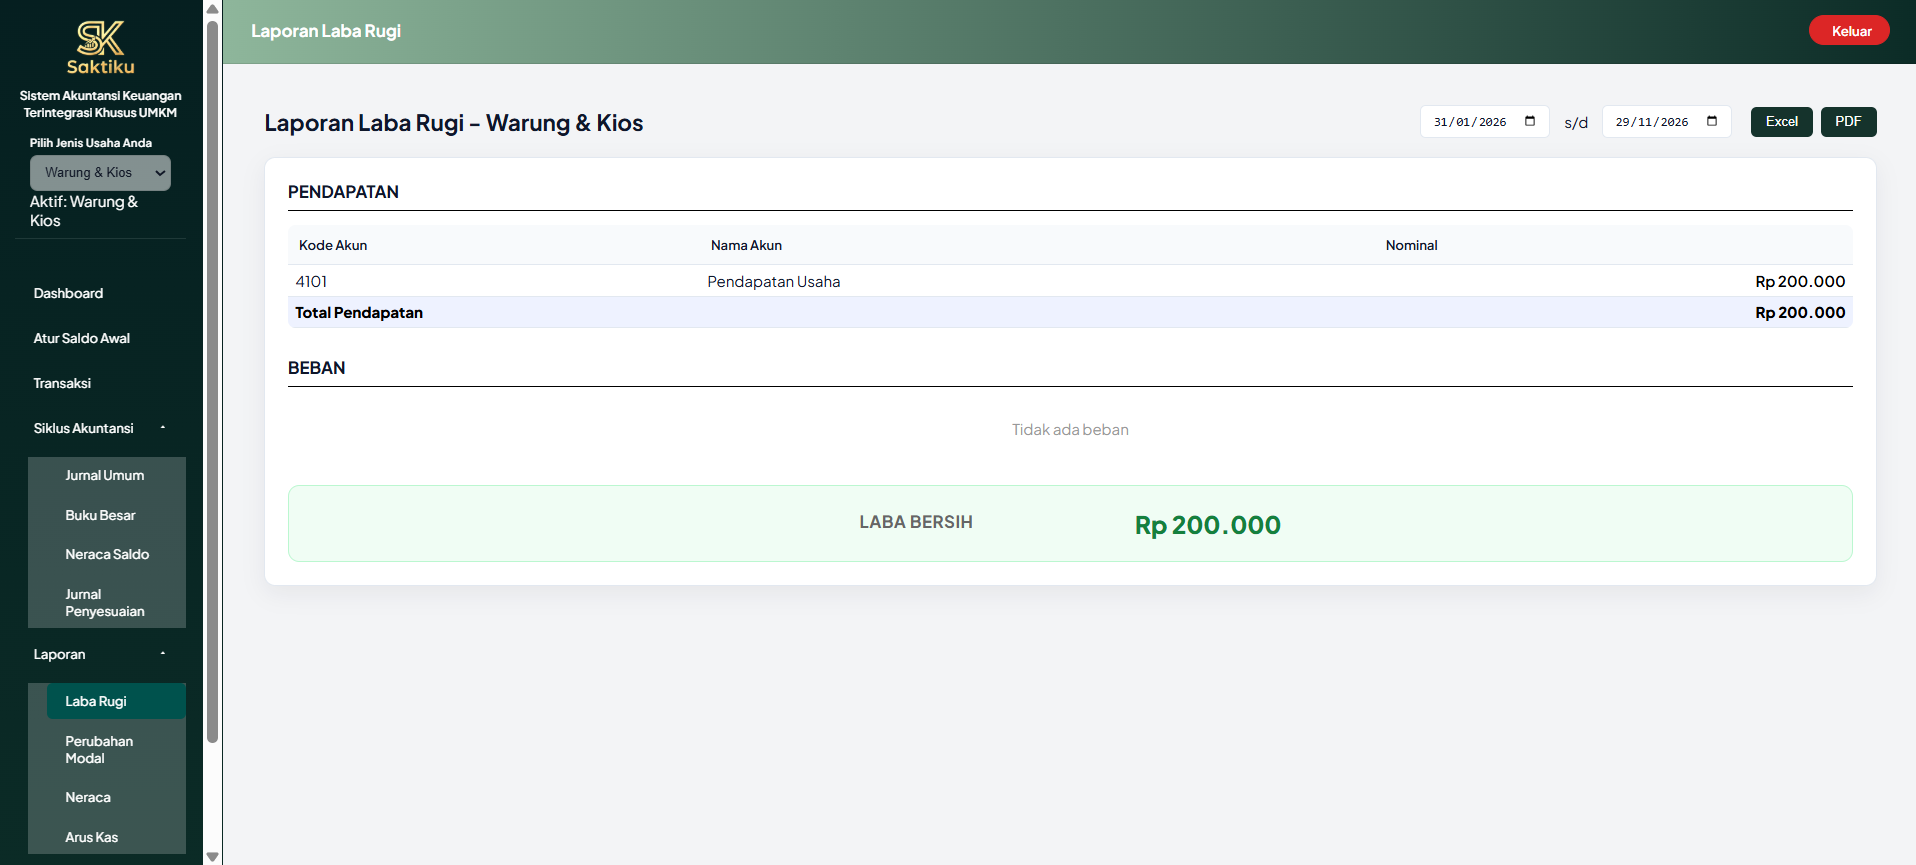 SK
Saktiku
Sistem Akuntansi Keuangan
Terintegrasi Khusus UMKM
Pilih Jenis Usaha Anda
Warung & Kios
Aktif: Warung &
Kios
Dashboard
Atur Saldo Awal
Transaksi
Siklus Akuntansi
Jurnal Umum
Buku Besar
Neraca Saldo
Jurnal
Penyesuaian
Laporan
Laba Rugi
Perubahan
Modal
Neraca
Arus Kas
Laporan Laba Rugi
Keluar
Laporan Laba Rugi – Warung & Kios
31/01/2026 s/d 29/11/2026 Excel PDF
PENDAPATAN
Kode Akun Nama Akun Nominal
4101 Pendapatan Usaha Rp 200.000
Total Pendapatan Rp 200.000
BEBAN
Tidak ada beban
LABA BERSIH Rp 200.000